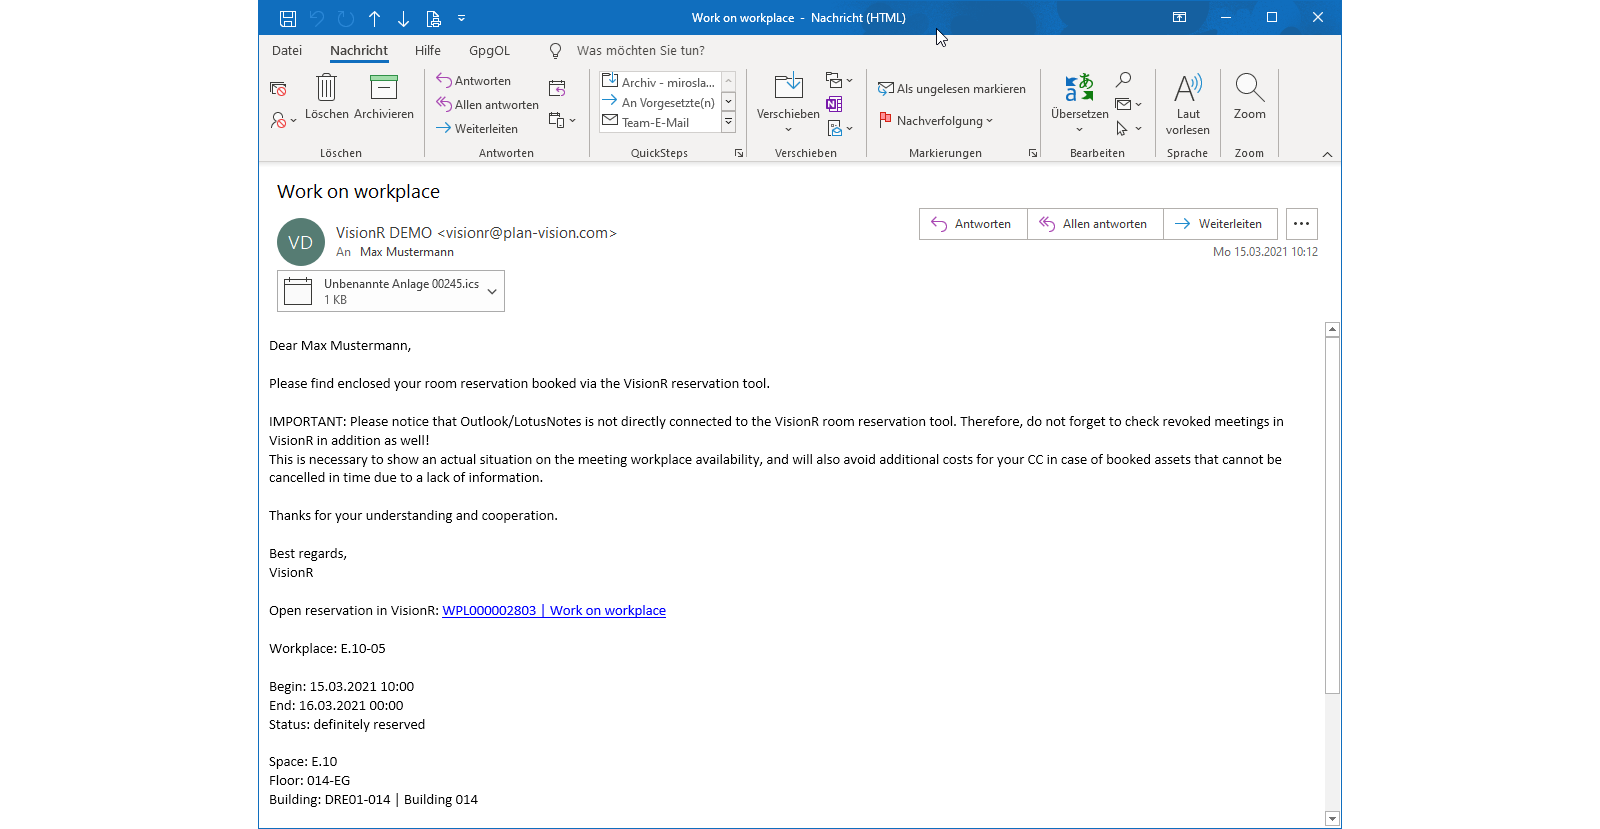 Work on workplace - Nachricht (HTML)
Datei Nachricht Hilfe GpgOL Was möchten Sie tun?
Löschen Archivieren
Löschen
Antworten
Allen antworten
Weiterleiten
Antworten
Archiv - mirosla...
An Vorgesetzte(n)
Team-E-Mail
QuickSteps
Verschieben
Verschieben
Als ungelesen markieren
Nachverfolgung
Markierungen
Übersetzen
Bearbeiten
Laut
vorlesen
Sprache
Zoom
Zoom
Work on workplace
VD
VisionR DEMO <visionr@plan-vision.com>
An Max Mustermann
Antworten Allen antworten Weiterleiten
Mo 15.03.2021 10:12
Unbenannte Anlage 00245.ics
1 KB
Dear Max Mustermann,
Please find enclosed your room reservation booked via the VisionR reservation tool.
IMPORTANT: Please notice that Outlook/LotusNotes is not directly connected to the VisionR room reservation tool. Therefore, do not forget to check revoked meetings in
VisionR in addition as well!
This is necessary to show an actual situation on the meeting workplace availability, and will also avoid additional costs for your CC in case of booked assets that cannot be
cancelled in time due to a lack of information.
Thanks for your understanding and cooperation.
Best regards,
VisionR
Open reservation in VisionR: WPL000002803 | Work on workplace
Workplace: E.10-05
Begin: 15.03.2021 10:00
End: 16.03.2021 00:00
Status: definitely reserved
Space: E.10
Floor: 014-EG
Building: DRE01-014 | Building 014